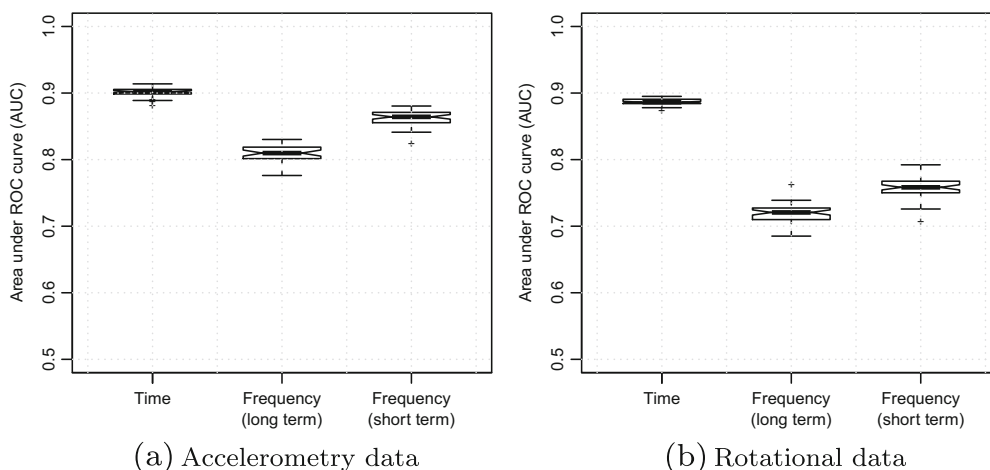 Area under ROC curve (AUC)
1.0
0.9
0.8
0.7
0.6
0.5
Time
Frequency
(long term)
Frequency
(short term)
(a) Accelerometry data
Area under ROC curve (AUC)
1.0
0.9
0.8
0.7
0.6
0.5
Time
Frequency
(long term)
Frequency
(short term)
(b) Rotational data